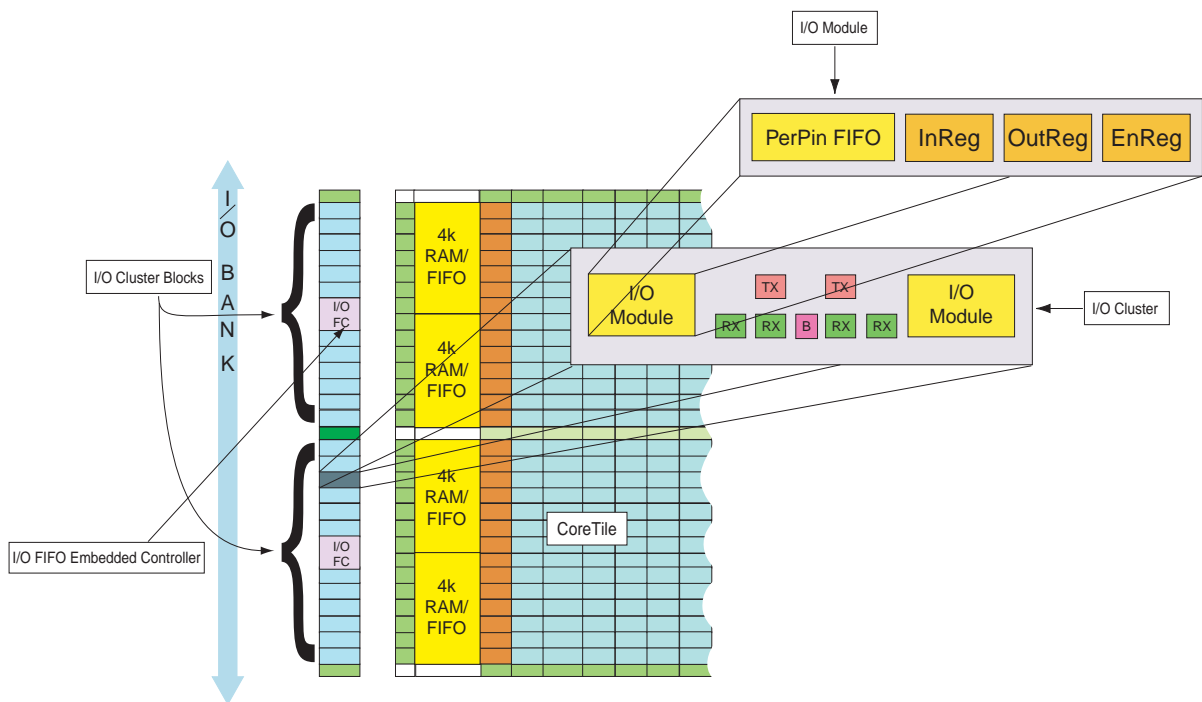 I/O Module
PerPin FIFO
InReg
OutReg
EnReg
I/O BANK
I/O Cluster Blocks
I/O FIFO Embedded Controller
I/O
FC
I/O
FC
4k
RAM/
FIFO
4k
RAM/
FIFO
4k
RAM/
FIFO
4k
RAM/
FIFO
I/O
Module
TX
TX
RX
RX
B
RX
RX
I/O
Module
I/O Cluster
CoreTile